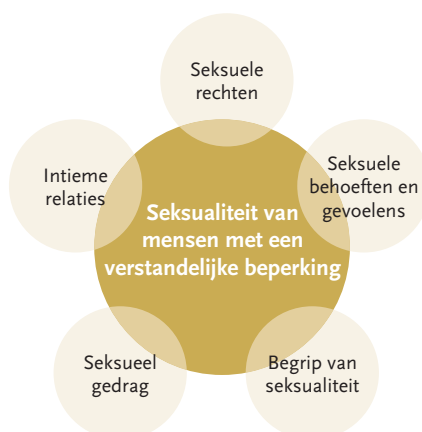 Seksuele
rechten
Intieme
relaties
Seksuele
behoeften en
gevoelens
Seksualiteit van
mensen met een
verstandelijke beperking
Seksueel
gedrag
Begrip van
seksualiteit